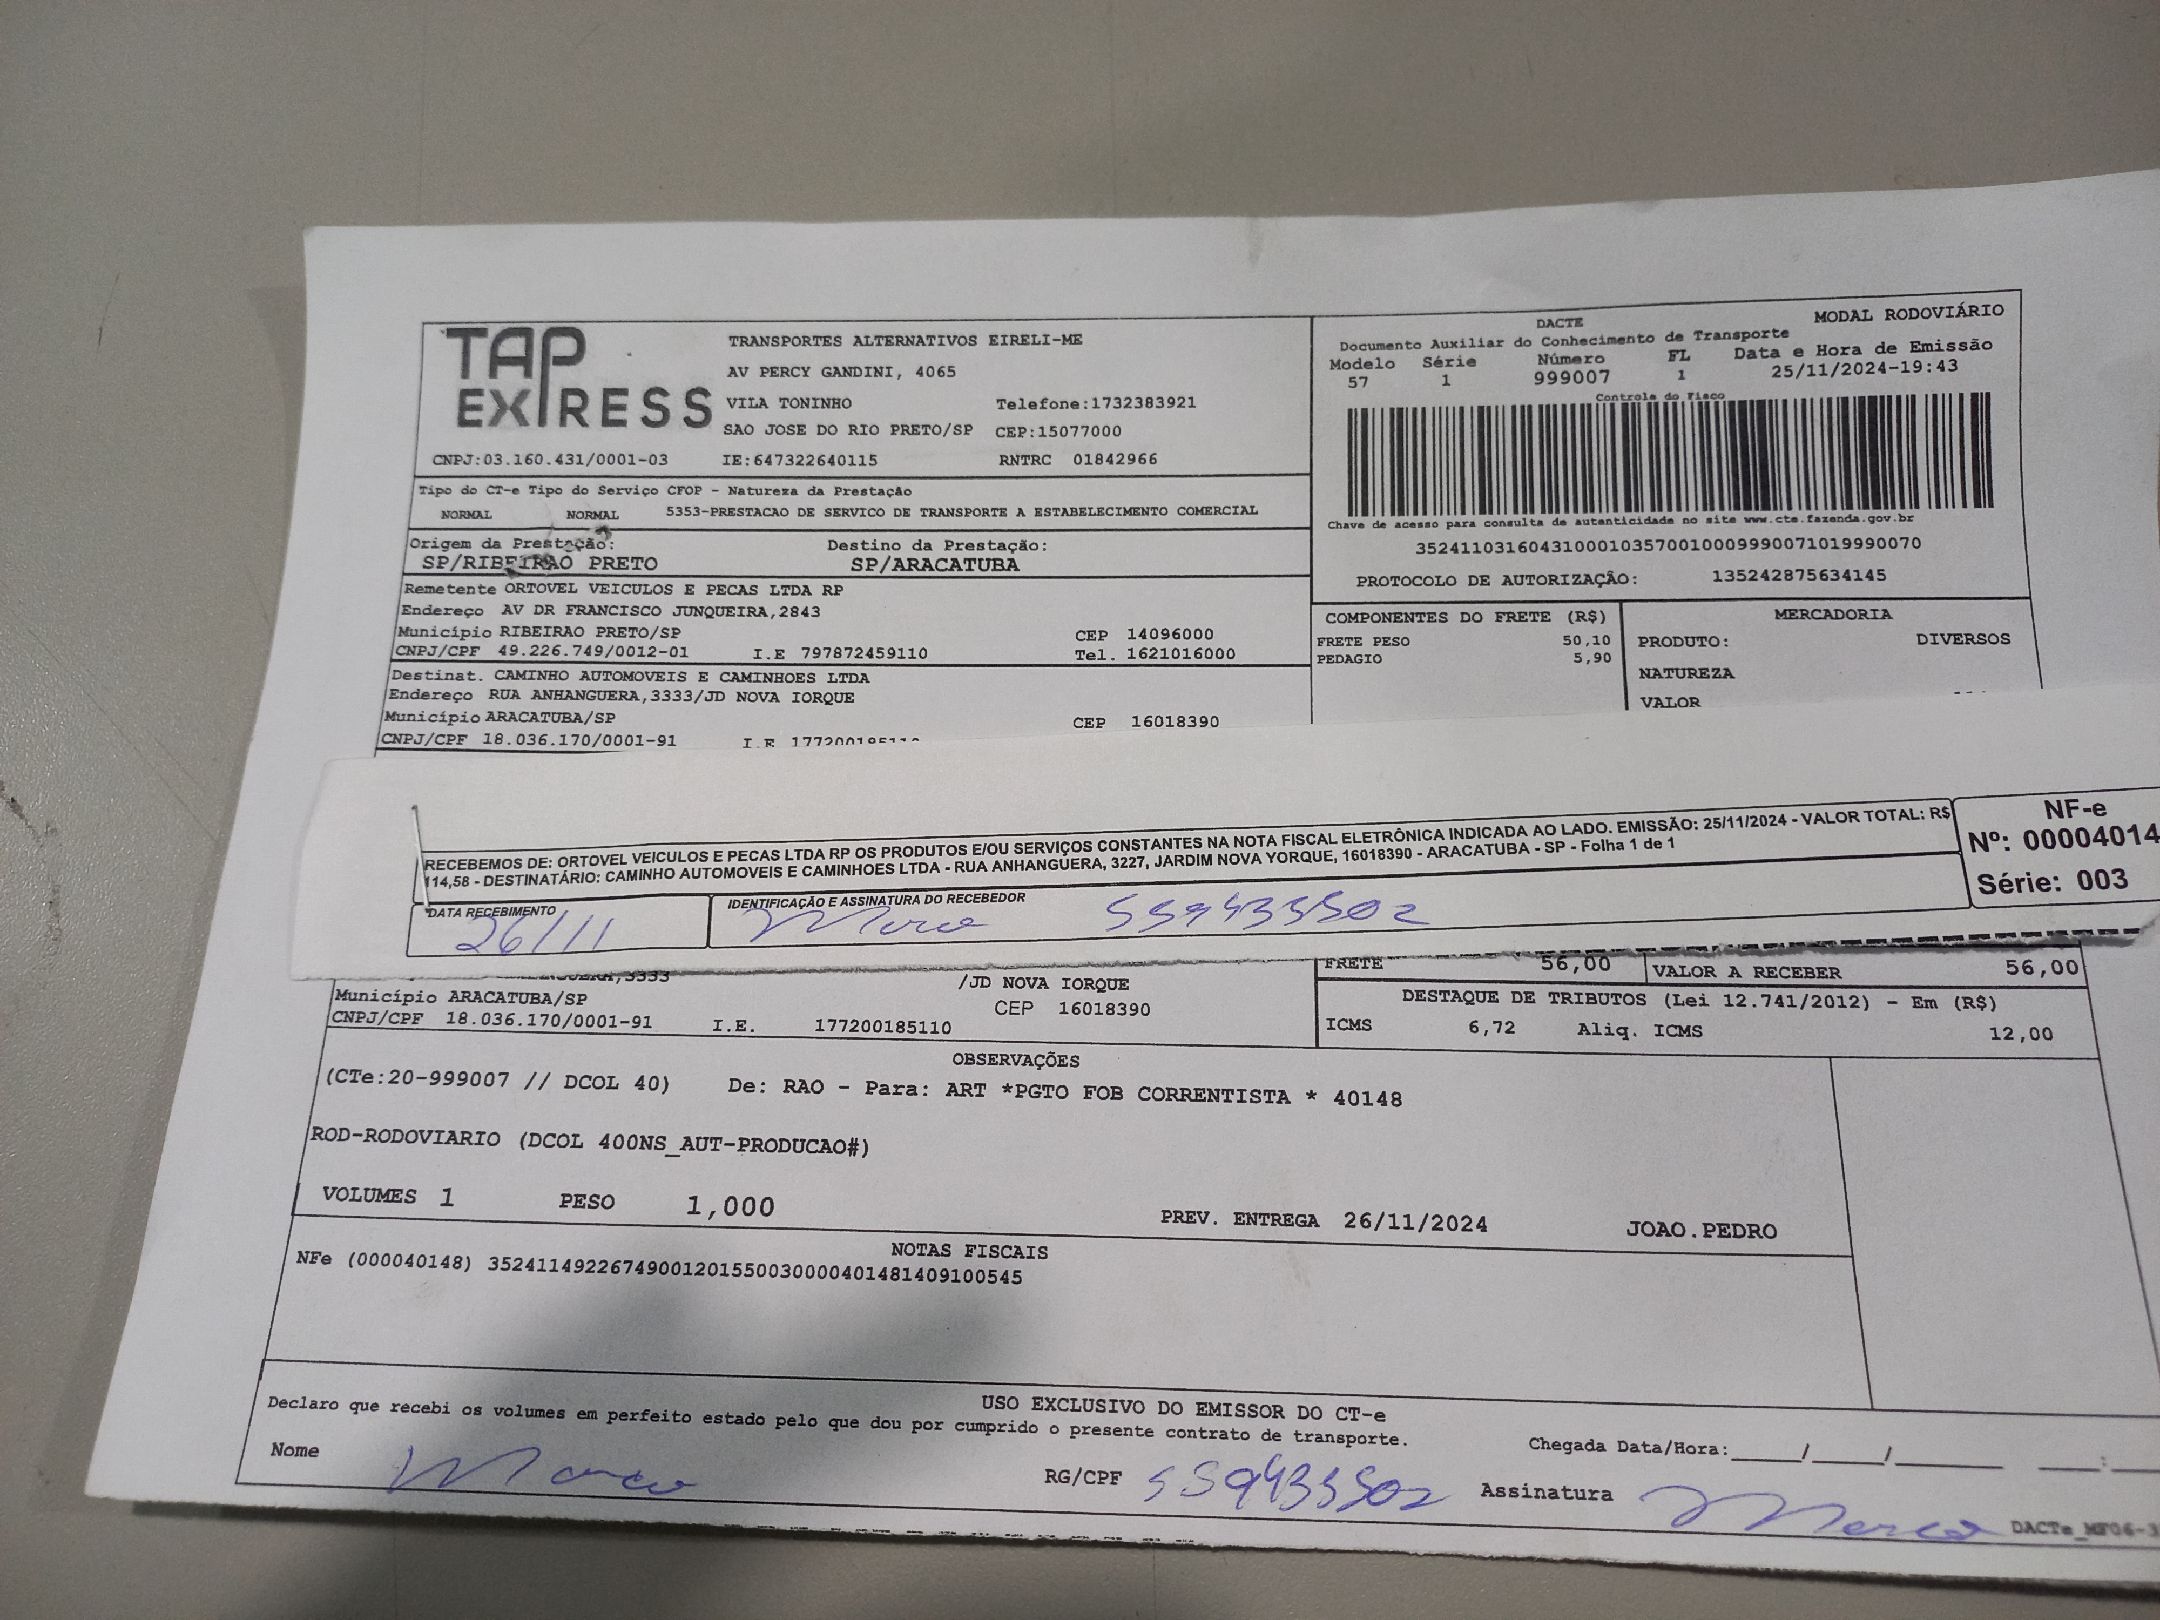 TAP EXPRESS
TRANSPORTES ALTERNATIVOS EIRELI-ME
AV PERCY GANDINI, 4065
VILA TONINHO Telefone:1732383921
SAO JOSE DO RIO PRETO/SP CEP:15077000
CNPJ:03.160.431/0001-03 IE:647322640115 RNTRC 01842966
DACTE MODAL RODOVIÁRIO
Documento Auxiliar do Conhecimento de Transporte
Modelo Série Número FL Data e Hora de Emissão
57 1 999007 1 25/11/2024-19:43
Controle do Fisco
Chave de acesso para consulta de autenticidade no site www.cte.fazenda.gov.br
35241103160431000103570010009990071019990070
PROTOCOLO DE AUTORIZAÇÃO: 135242875634145
Tipo do CT-e Tipo do Serviço CFOP - Natureza da Prestação
NORMAL NORMAL 5353-PRESTACAO DE SERVICO DE TRANSPORTE A ESTABELECIMENTO COMERCIAL
Origem da Prestação: Destino da Prestação:
SP/RIBEIRAO PRETO SP/ARACATUBA
Remetente ORTOVEL VEICULOS E PECAS LTDA RP
Endereço AV DR FRANCISCO JUNQUEIRA,2843
Município RIBEIRAO PRETO/SP CEP 14096000
CNPJ/CPF 49.226.749/0012-01 I.E 797872459110 Tel. 1621016000
Destinat. CAMINHO AUTOMOVEIS E CAMINHOES LTDA
Endereço RUA ANHANGUERA,3333/JD NOVA IORQUE
Município ARACATUBA/SP CEP 16018390
CNPJ/CPF 18.036.170/0001-91 I.E 177200185110
COMPONENTES DO FRETE (R$) MERCADORIA
FRETE PESO 50,10 PRODUTO: DIVERSOS
PEDAGIO 5,90 NATUREZA
VALOR
RECEBEMOS DE: ORTOVEL VEICULOS E PECAS LTDA RP OS PRODUTOS E/OU SERVIÇOS CONSTANTES NA NOTA FISCAL ELETRÔNICA INDICADA AO LADO. EMISSÃO: 25/11/2024 - VALOR TOTAL: R$
114,58 - DESTINATÁRIO: CAMINHO AUTOMOVEIS E CAMINHOES LTDA - RUA ANHANGUERA, 3227, JARDIM NOVA YORQUE, 16018390 - ARACATUBA - SP - Folha 1 de 1
NF-e
Nº: 00004014
Série: 003
DATA RECEBIMENTO IDENTIFICAÇÃO E ASSINATURA DO RECEBEDOR
26/11 559433502
,3333 /JD NOVA IORQUE
Município ARACATUBA/SP CEP 16018390
CNPJ/CPF 18.036.170/0001-91 I.E. 177200185110
FRETE 56,00 VALOR A RECEBER 56,00
DESTAQUE DE TRIBUTOS (Lei 12.741/2012) - Em (R$)
ICMS 6,72 Aliq. ICMS 12,00
OBSERVAÇÕES
(CTe:20-999007 // DCOL 40) De: RAO - Para: ART *PGTO FOB CORRENTISTA * 40148
ROD-RODOVIARIO (DCOL 400NS_AUT-PRODUCAO#)
VOLUMES 1 PESO 1,000 PREV. ENTREGA 26/11/2024 JOAO.PEDRO
NOTAS FISCAIS
NFe (000040148) 35241149226749001201550030000401481409100545
USO EXCLUSIVO DO EMISSOR DO CT-e
Declaro que recebi os volumes em perfeito estado pelo que dou por cumprido o presente contrato de transporte.
Chegada Data/Hora:____/____/______ ___:
Nome RG/CPF 559433502 Assinatura